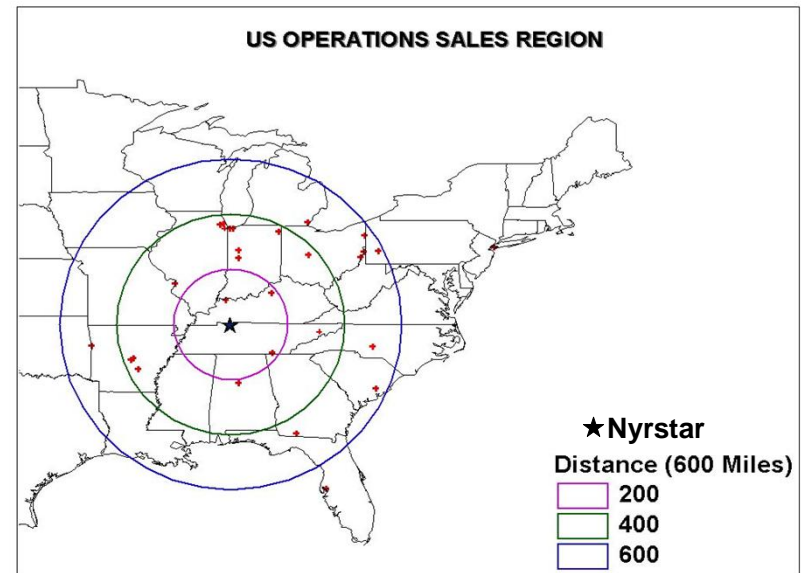 US OPERATIONS SALES REGION
★Nyrstar
Distance (600 Miles)
200
400
600